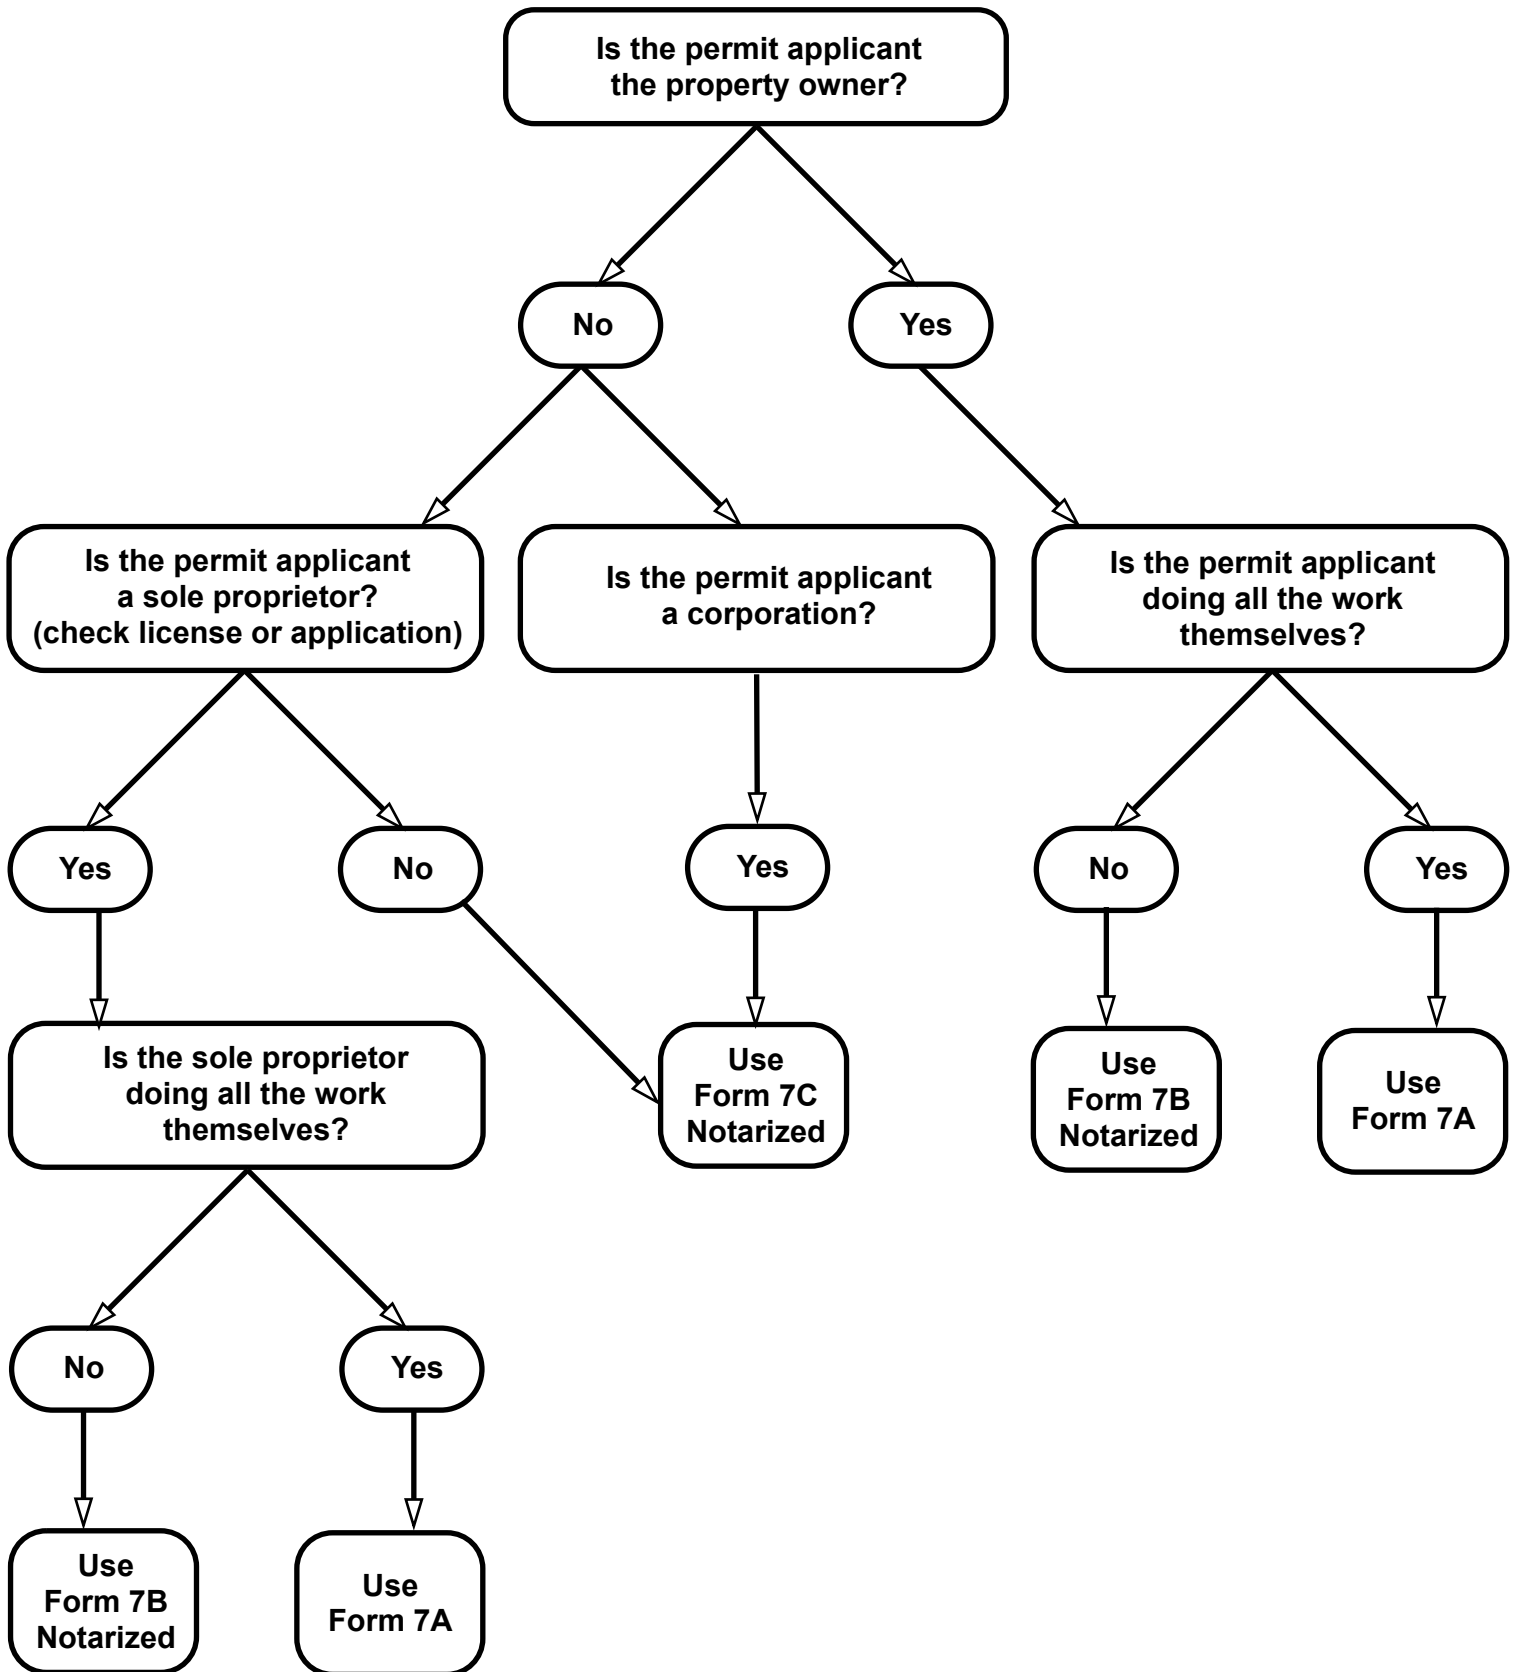 Is the permit applicant
the property owner?
No
Yes
Is the permit applicant
a sole proprietor?
(check license or application)
Is the permit applicant
a corporation?
Is the permit applicant
doing all the work
themselves?
Yes
No
Yes
No
Yes
Is the sole proprietor
doing all the work
themselves?
Use
Form 7C
Notarized
Use
Form 7B
Notarized
Use
Form 7A
No
Yes
Use
Form 7B
Notarized
Use
Form 7A